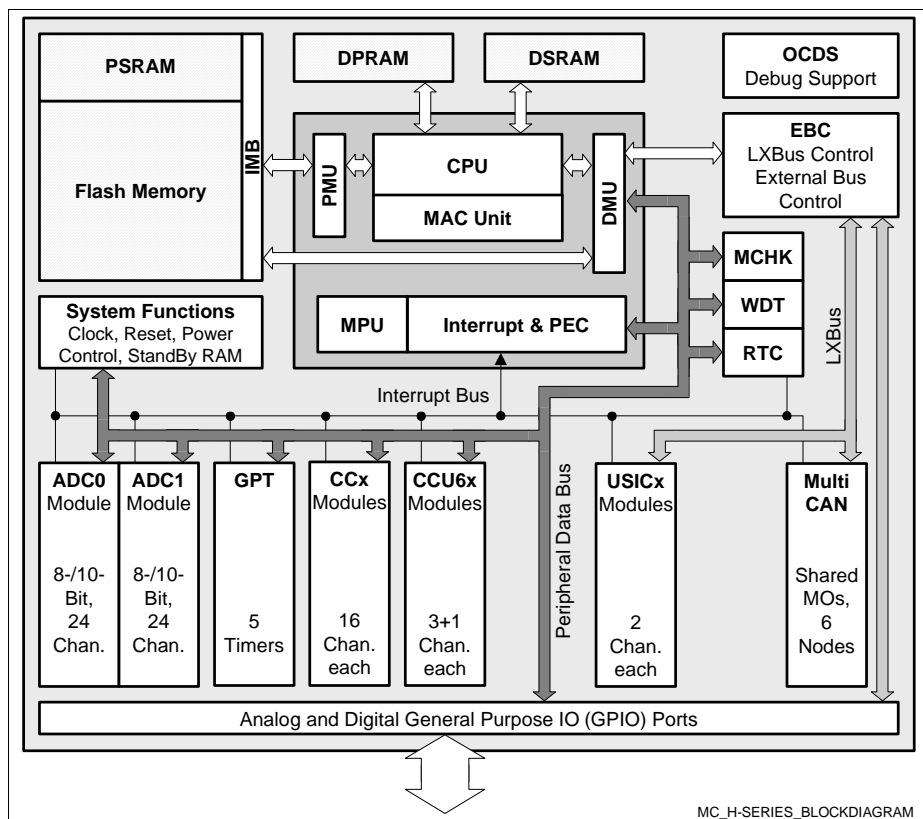 PSRAM
Flash Memory
IMB
DPRAM
DSRAM
OCDS
Debug Support
PMU
CPU
MAC Unit
DMU
EBC
LXBus Control
External Bus
Control
MCHK
WDT
RTC
LXBus
System Functions
Clock, Reset, Power
Control, StandBy RAM
MPU
Interrupt & PEC
Interrupt Bus
ADC0
Module
8-/10-
Bit,
24
Chan.
ADC1
Module
8-/10-
Bit,
24
Chan.
GPT
5
Timers
CCx
Modules
16
Chan.
each
CCU6x
Modules
3+1
Chan.
each
Peripheral Data Bus
USICx
Modules
2
Chan.
each
Multi
CAN
Shared
MOs,
6
Nodes
Analog and Digital General Purpose IO (GPIO) Ports
MC_H-SERIES_BLOCKDIAGRAM